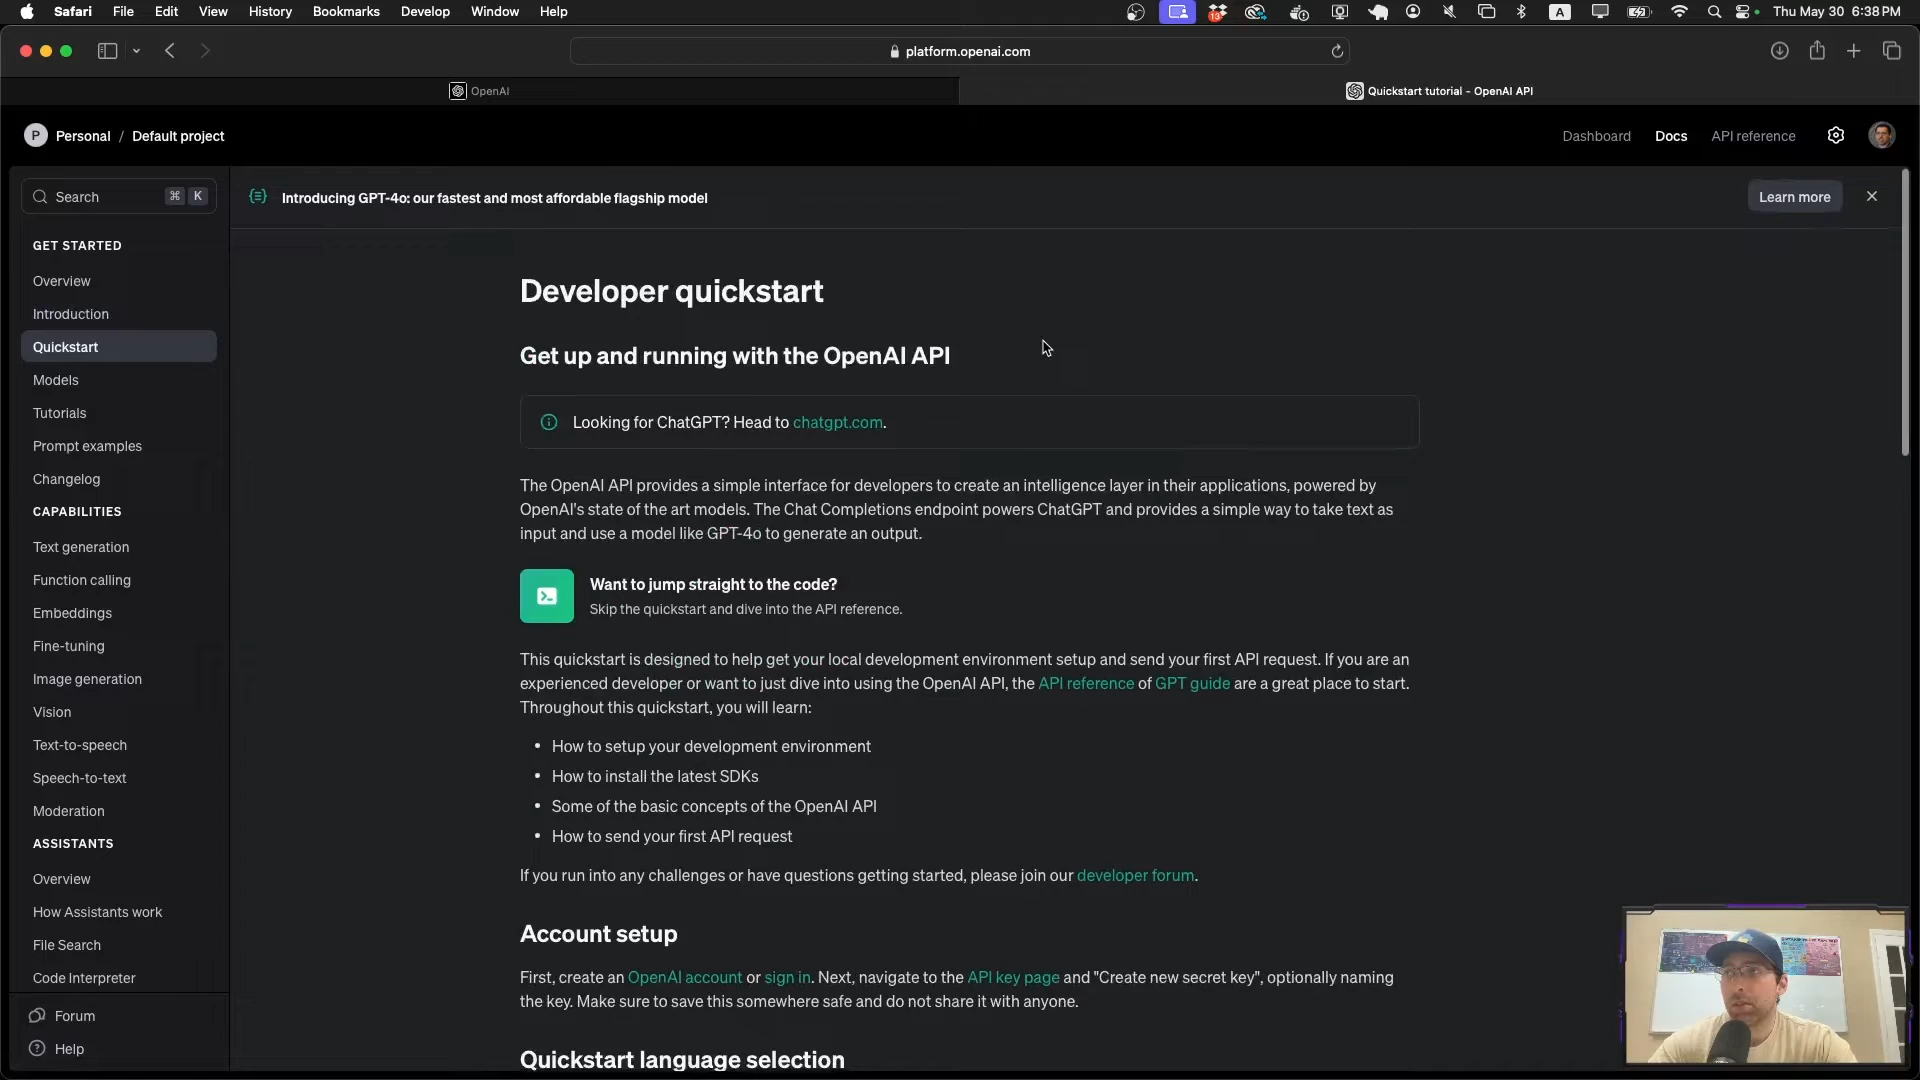 Safari File Edit View History Bookmarks Develop Window Help
13
A
Thu May 30 6:38 PM
platform.openai.com
OpenAI
Quickstart tutorial - OpenAI API
P Personal / Default project
Dashboard Docs API reference
Search ⌘ K
Introducing GPT-4o: our fastest and most affordable flagship model
Learn more
GET STARTED
Overview
Introduction
Quickstart
Models
Tutorials
Prompt examples
Changelog
CAPABILITIES
Text generation
Function calling
Embeddings
Fine-tuning
Image generation
Vision
Text-to-speech
Speech-to-text
Moderation
ASSISTANTS
Overview
How Assistants work
File Search
Code Interpreter
Forum
Help
Developer quickstart
Get up and running with the OpenAI API
Looking for ChatGPT? Head to chatgpt.com.
The OpenAI API provides a simple interface for developers to create an intelligence layer in their applications, powered by
OpenAI's state of the art models. The Chat Completions endpoint powers ChatGPT and provides a simple way to take text as
input and use a model like GPT-4o to generate an output.
Want to jump straight to the code?
Skip the quickstart and dive into the API reference.
This quickstart is designed to help get your local development environment setup and send your first API request. If you are an
experienced developer or want to just dive into using the OpenAI API, the API reference of GPT guide are a great place to start.
Throughout this quickstart, you will learn:
• How to setup your development environment
• How to install the latest SDKs
• Some of the basic concepts of the OpenAI API
• How to send your first API request
If you run into any challenges or have questions getting started, please join our developer forum.
Account setup
First, create an OpenAI account or sign in. Next, navigate to the API key page and "Create new secret key", optionally naming
the key. Make sure to save this somewhere safe and do not share it with anyone.
Quickstart language selection